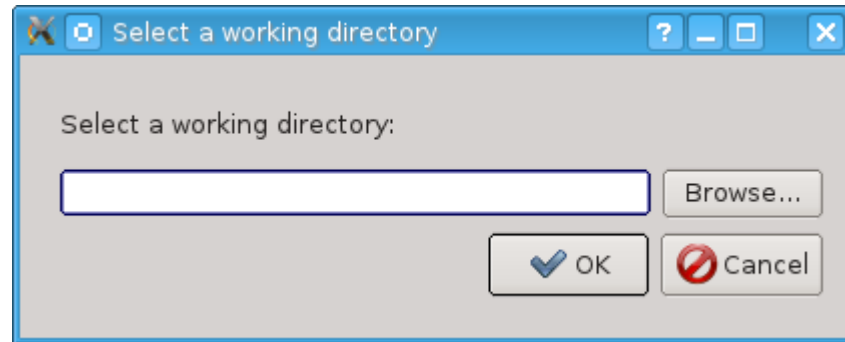 Select a working directory
Select a working directory:
Browse...
OK
Cancel